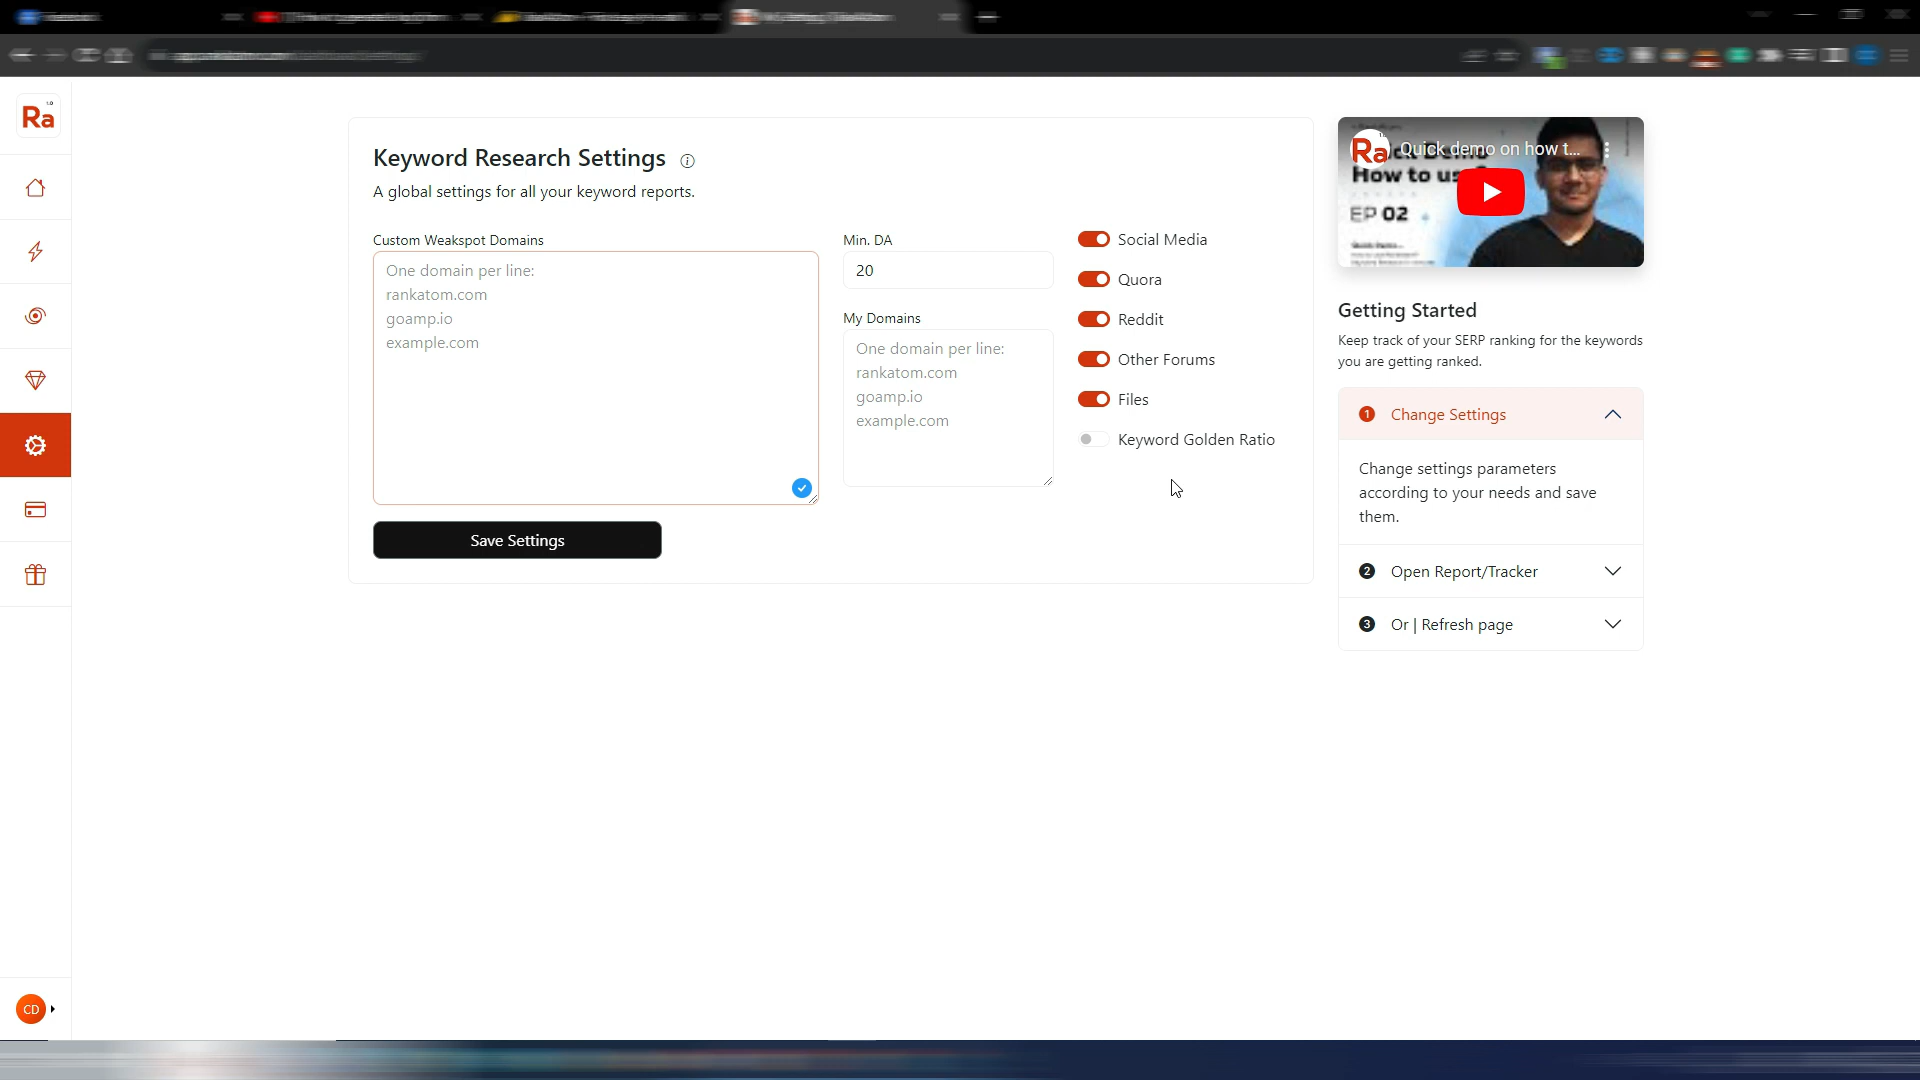 Ra
1.0
Keyword Research Settings
A global settings for all your keyword reports.
Custom Weakspot Domains
One domain per line:
rankatom.com
goamp.io
example.com
Save Settings
Min. DA
20
My Domains
One domain per line:
rankatom.com
goamp.io
example.com
Social Media
Quora
Reddit
Other Forums
Files
Keyword Golden Ratio
Ra
Quick demo on how t...
How to us
EP 02
Getting Started
Keep track of your SERP ranking for the keywords
you are getting ranked.
1 Change Settings
Change settings parameters
according to your needs and save
them.
2 Open Report/Tracker
3 Or | Refresh page
CD